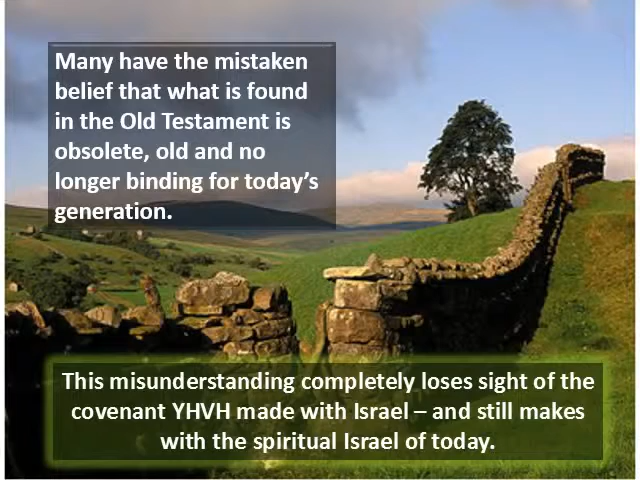 Many have the mistaken
belief that what is found
in the Old Testament is
obsolete, old and no
longer binding for today’s
generation.
This misunderstanding completely loses sight of the
covenant YHVH made with Israel – and still makes
with the spiritual Israel of today.